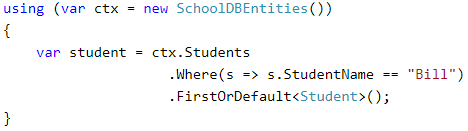 using (var ctx = new SchoolDBEntities())
{
    var student = ctx.Students
                    .Where(s => s.StudentName == "Bill")
                    .FirstOrDefault<Student>();
}